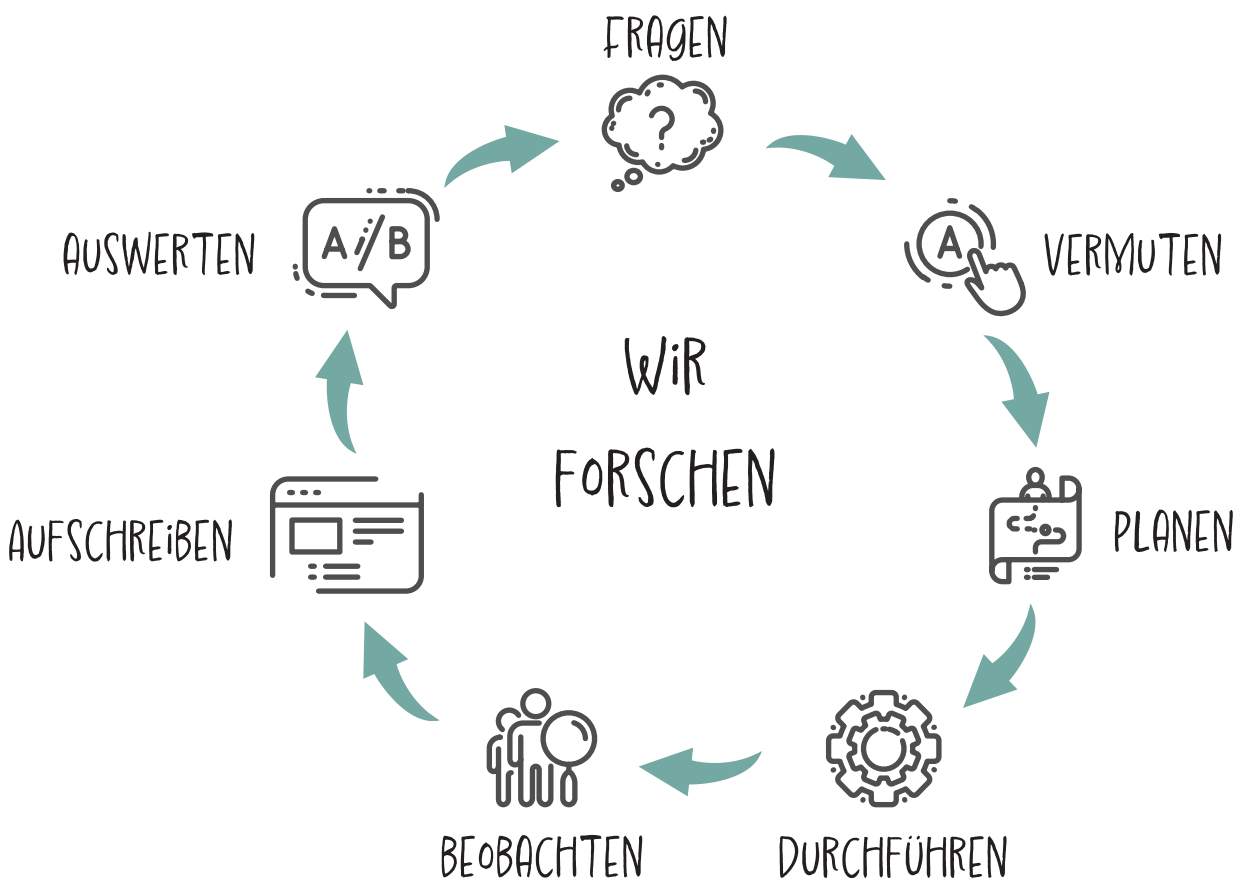 FRAGEN
?
AUSWERTEN
A/B
A
VERMUTEN
WiR
FORSCHEN
AUFSCHREiBEN
PLANEN
BEOBACHTEN
DURCHFÜHREN